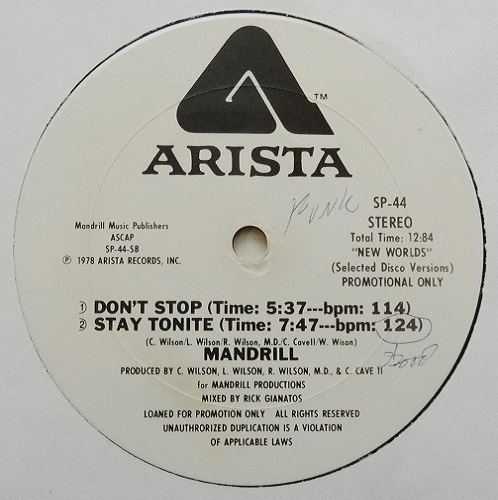 TM
ARISTA
Funk
SP-44
STEREO
Total Time: 12:84
"NEW WORLDS"
(Selected Disco Versions)
PROMOTIONAL ONLY
Mandrill Music Publishers
ASCAP
SP-44-SB
Ⓟ 1978 ARISTA RECORDS, INC.
① DON'T STOP (Time: 5:37---bpm: 114)
② STAY TONITE (Time: 7:47---bpm: 124)
(C. Wilson/L. Wilson/R. Wilson, M.D./C. Cavell/W. Wison)
MANDRILL
PRODUCED BY C. WILSON, L. WILSON, R. WILSON, M.D., & C. CAVE II
for MANDRILL PRODUCTIONS
MIXED BY RICK GIANATOS
LOANED FOR PROMOTION ONLY ALL RIGHTS RESERVED
UNAUTHORIZED DUPLICATION IS A VIOLATION
OF APPLICABLE LAWS